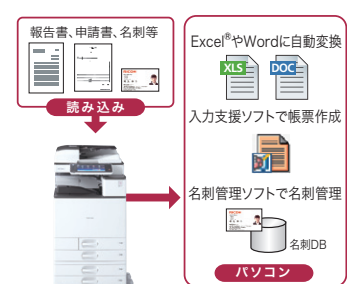 報告書、申請書、名刺等
読み込み
Excel®やWordに自動変換
XLS
DOC
入力支援ソフトで帳票作成
名刺管理ソフトで名刺管理
RICOH
名刺DB
パソコン